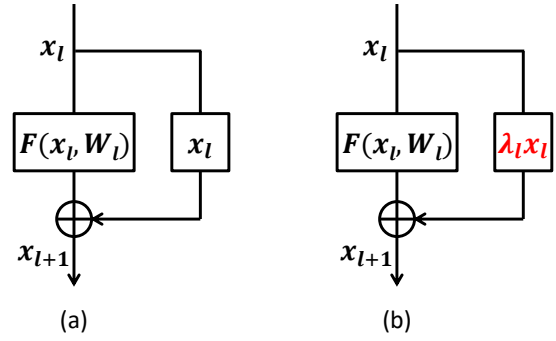 x_l
F(x_l, W_l)
x_l
x_{l+1}
(a)
x_l
F(x_l, W_l)
λ_l x_l
x_{l+1}
(b)